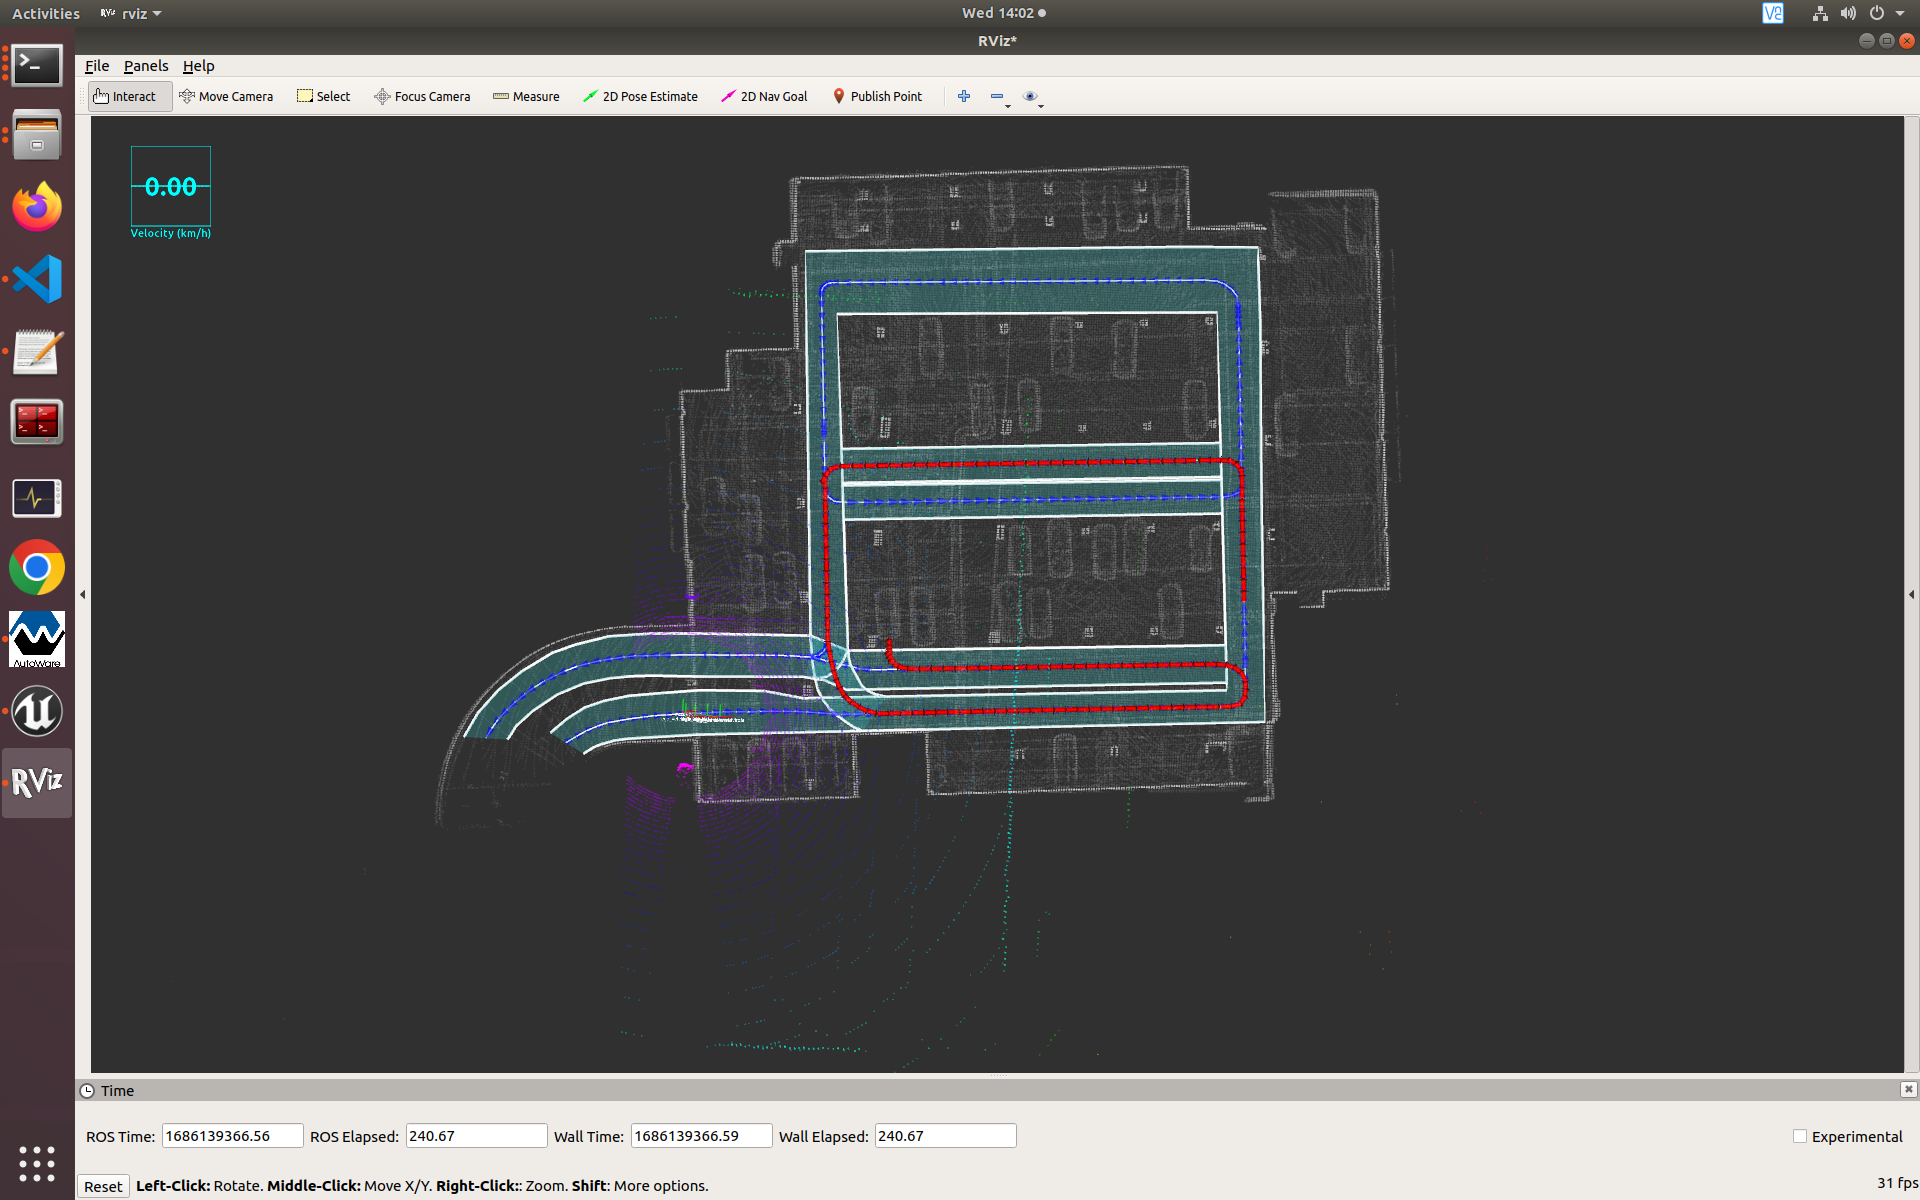 Activities
rviz
Wed 14:02
V2
RViz*
File Panels Help
Interact Move Camera Select Focus Camera Measure 2D Pose Estimate 2D Nav Goal Publish Point
0.00
Velocity (km/h)
AutoWare
RViz
Time
ROS Time: 1686139366.56 ROS Elapsed: 240.67 Wall Time: 1686139366.59 Wall Elapsed: 240.67 Experimental
Reset Left-Click: Rotate. Middle-Click: Move X/Y. Right-Click:: Zoom. Shift: More options. 31 fps